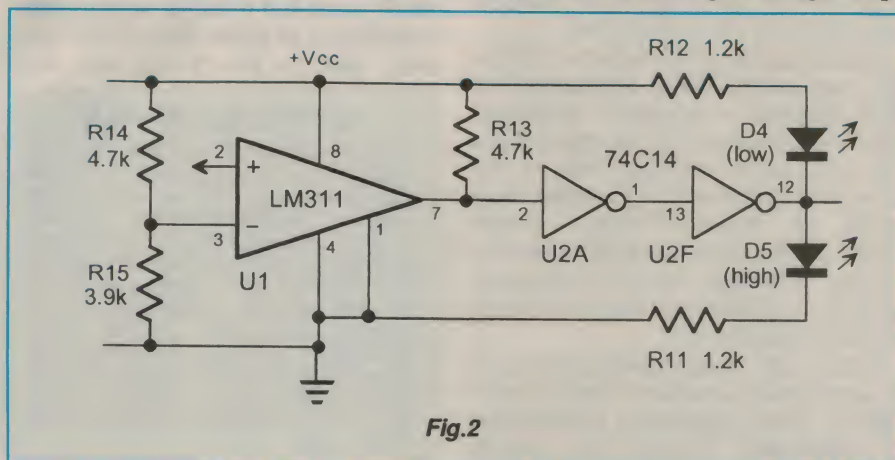 R12 1.2k
+Vcc
R14
4.7k
R13
4.7k
D4
(low)
2
+
8
74C14
LM311
7
2
1
13
12
3
−
4
1
U2A
U2F
D5
(high)
R15
3.9k
U1
R11 1.2k
Fig.2